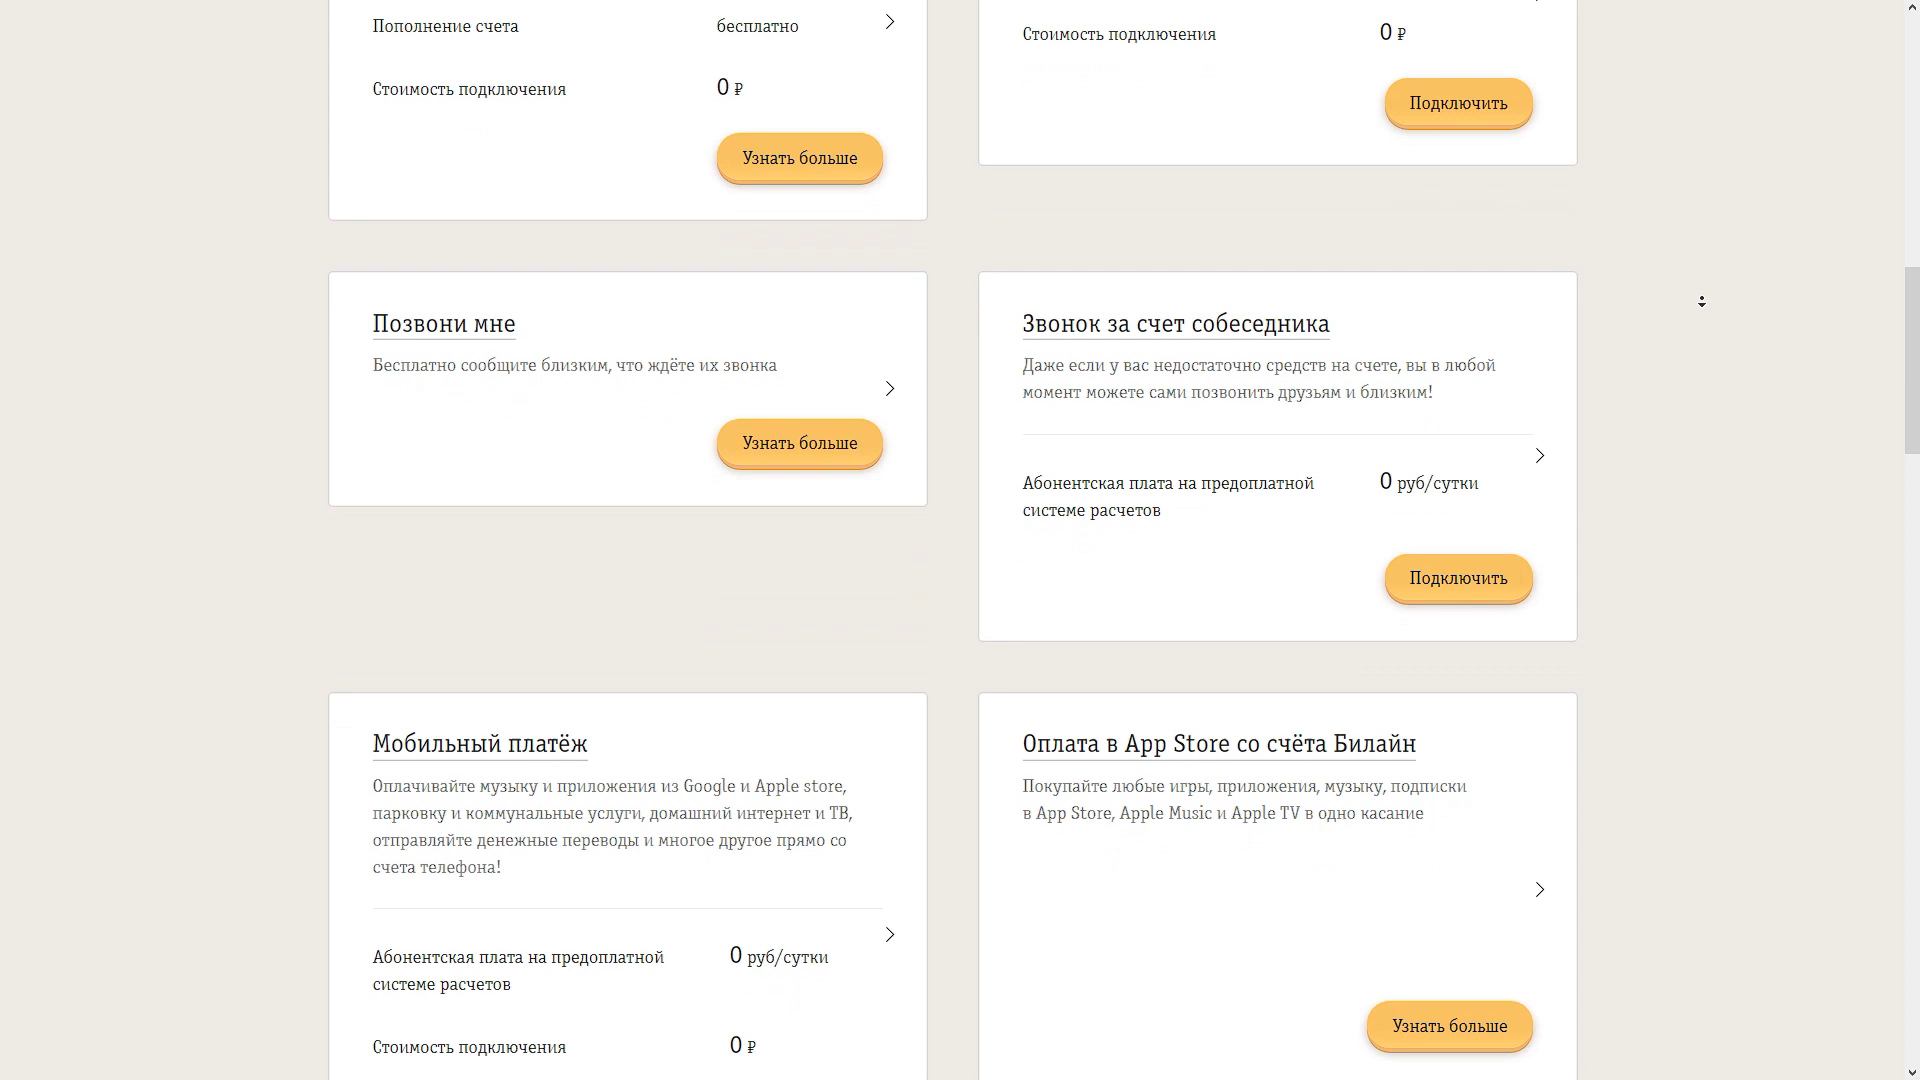 Пополнение счета бесплатно
Стоимость подключения 0 ₽
Узнать больше
Стоимость подключения 0 ₽
Подключить
Позвони мне
Бесплатно сообщите близким, что ждёте их звонка
Узнать больше
Звонок за счет собеседника
Даже если у вас недостаточно средств на счете, вы в любой
момент можете сами позвонить друзьям и близким!
Абонентская плата на предоплатной 0 руб/сутки
системе расчетов
Подключить
Мобильный платёж
Оплачивайте музыку и приложения из Google и Apple store,
парковку и коммунальные услуги, домашний интернет и ТВ,
отправляйте денежные переводы и многое другое прямо со
счета телефона!
Абонентская плата на предоплатной 0 руб/сутки
системе расчетов
Стоимость подключения 0 ₽
Оплата в App Store со счёта Билайн
Покупайте любые игры, приложения, музыку, подписки
в App Store, Apple Music и Apple TV в одно касание
Узнать больше